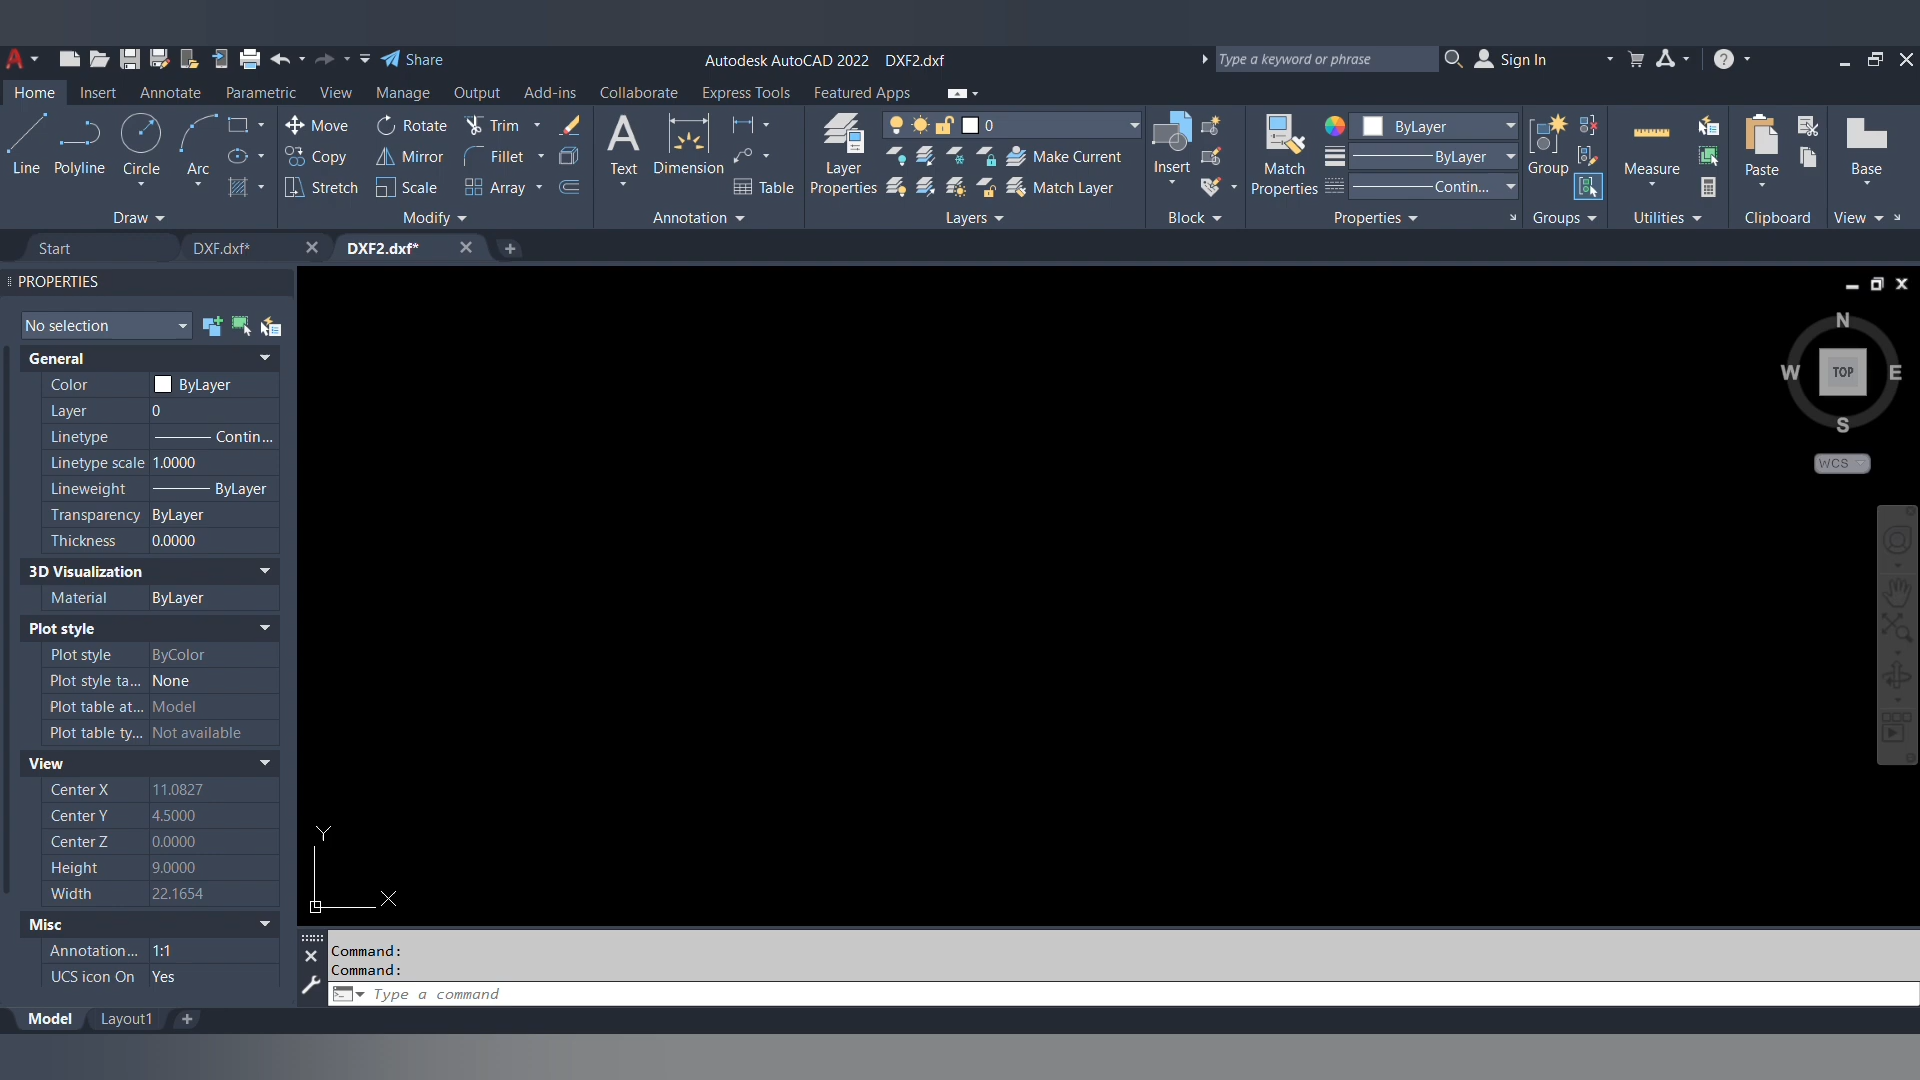 Share
Autodesk AutoCAD 2022 DXF2.dxf
Type a keyword or phrase
Sign In
Home Insert Annotate Parametric View Manage Output Add-ins Collaborate Express Tools Featured Apps
Line Polyline Circle Arc
Move Rotate Trim
Copy Mirror Fillet
Stretch Scale Array
Text Dimension Table
Layer Properties
0
Make Current
Match Layer
Insert
Match Properties
ByLayer
ByLayer
Contin...
Group
Measure
Paste
Base
Draw Modify Annotation Layers Block Properties Groups Utilities Clipboard View
Start DXF.dxf* DXF2.dxf*
PROPERTIES
No selection
General
Color ByLayer
Layer 0
Linetype Contin...
Linetype scale 1.0000
Lineweight ByLayer
Transparency ByLayer
Thickness 0.0000
3D Visualization
Material ByLayer
Plot style
Plot style ByColor
Plot style ta... None
Plot table at... Model
Plot table ty... Not available
View
Center X 11.0827
Center Y 4.5000
Center Z 0.0000
Height 9.0000
Width 22.1654
Misc
Annotation... 1:1
UCS icon On Yes
N
W TOP E
S
WCS
Y
X
Command:
Command:
Type a command
Model Layout1